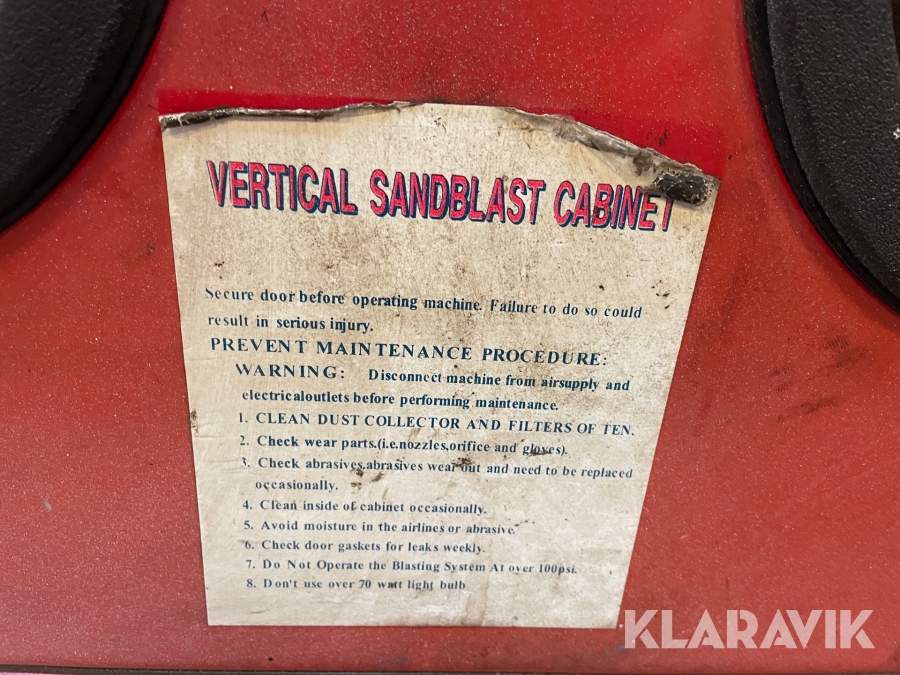 VERTICAL SANDBLAST CABINET
Secure door before operating machine. Failure to do so could
result in serious injury.
PREVENT MAINTENANCE PROCEDURE:
WARNING: Disconnect machine from airsupply and
electricaloutlets before performing maintenance.
1. CLEAN DUST COLLECTOR AND FILTERS OF TEN.
2. Check wear parts.(i.e.nozzles,orifice and gloves).
3. Check abrasives,abrasives wear out and need to be replaced
occasionally.
4. Clean inside of cabinet occasionally.
5. Avoid moisture in the airlines or abrasive.
6. Check door gaskets for leaks weekly.
7. Do Not Operate the Blasting System At over 100psi.
8. Don't use over 70 watt light bulb
KLARAVIK